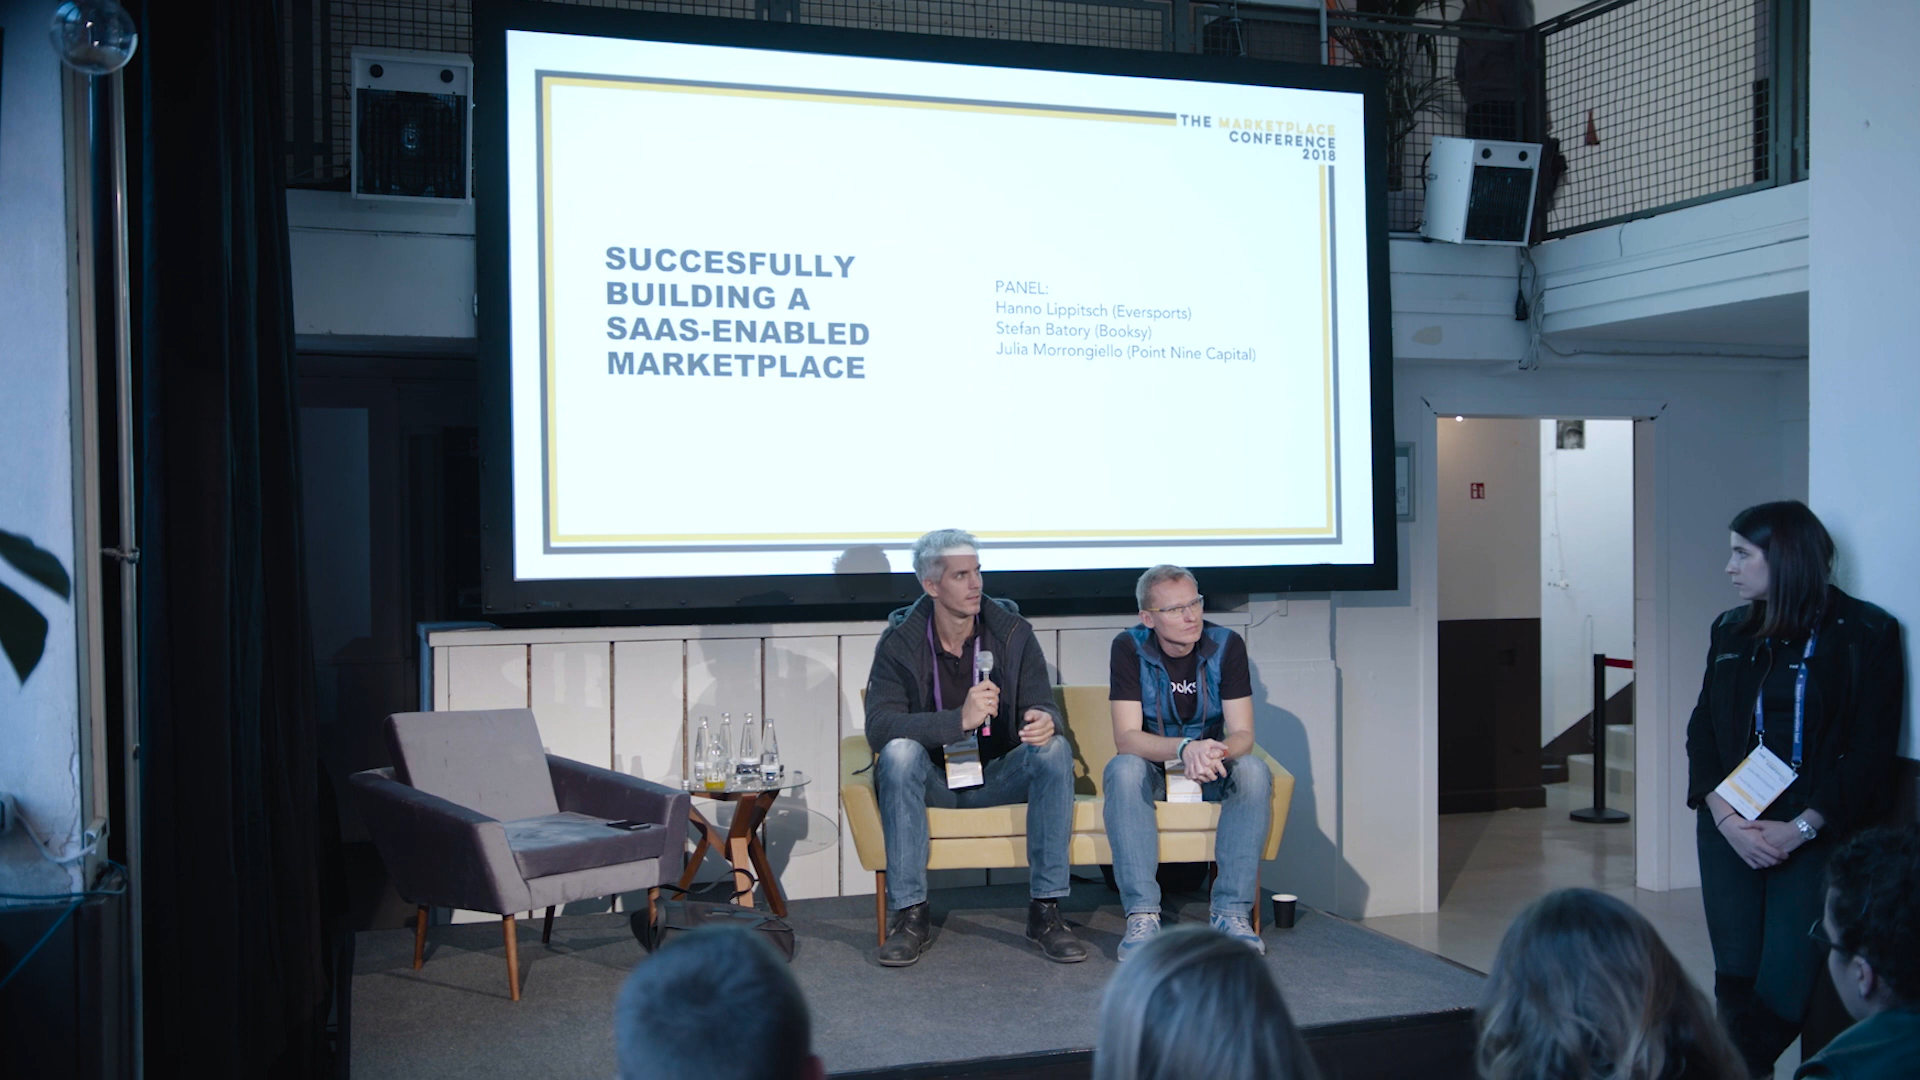 THE MARKETPLACE
CONFERENCE
2018
SUCCESFULLY
BUILDING A
SAAS-ENABLED
MARKETPLACE
PANEL:
Hanno Lippitsch (Eversports)
Stefan Batory (Booksy)
Julia Morrongiello (Point Nine Capital)